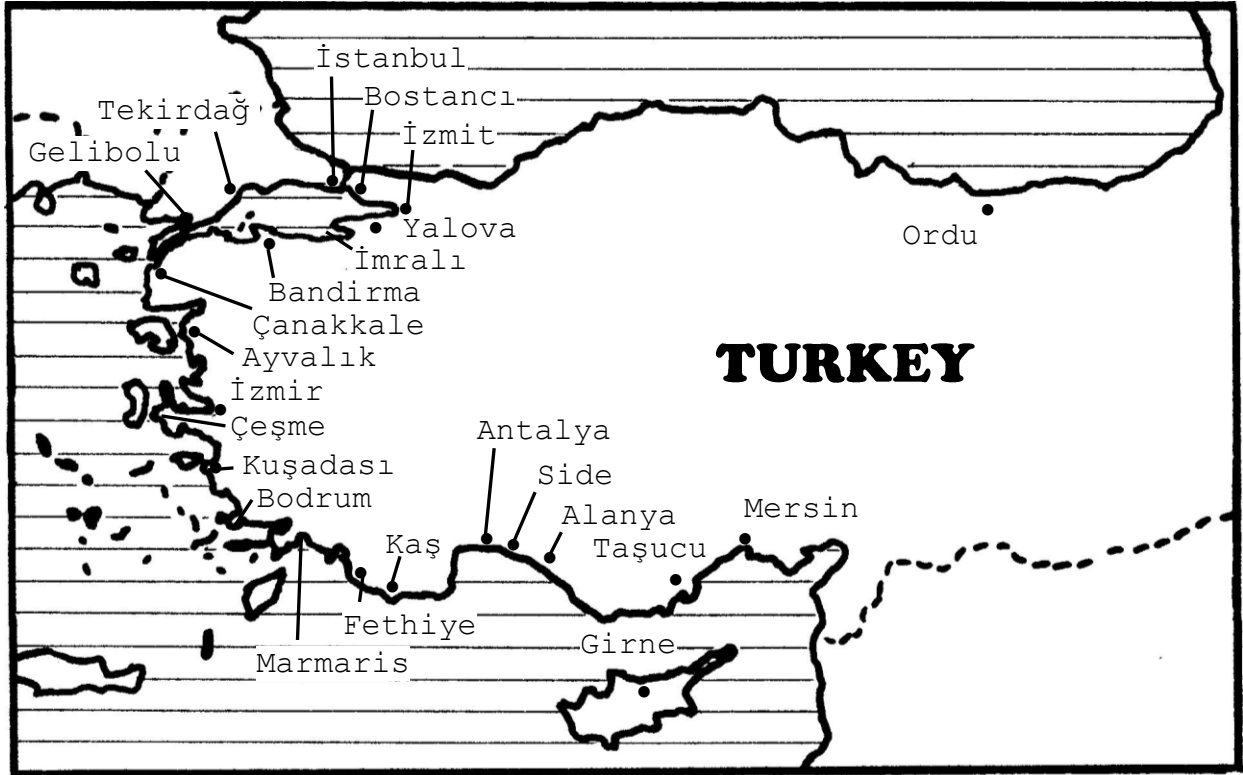 İstanbul
Bostancı
Tekirdağ
İzmit
Gelibolu
Yalova
Ordu
İmralı
Bandirma
Çanakkale
Ayvalık
TURKEY
İzmir
Çeşme
Antalya
Kuşadası
Side
Bodrum
Alanya
Mersin
Kaş
Taşucu
Fethiye
Girne
Marmaris